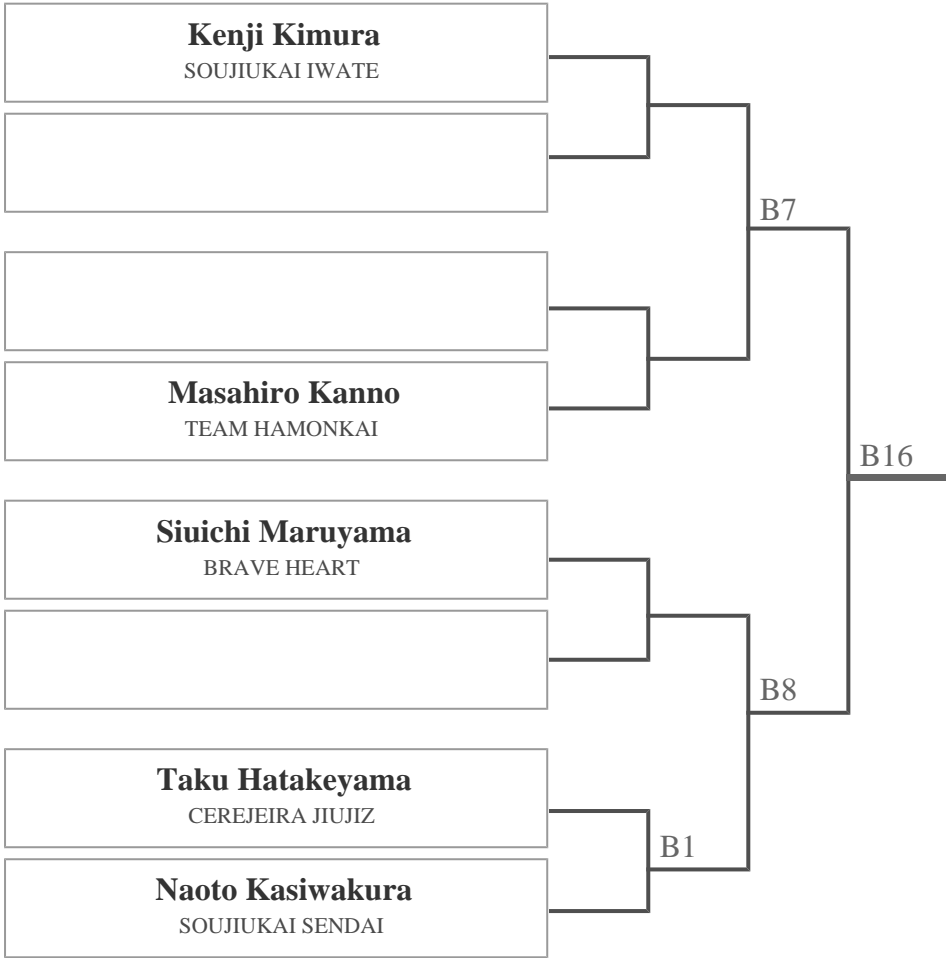 Kenji Kimura
SOUJIUKAI IWATE
B7
Masahiro Kanno
TEAM HAMONKAI
B16
Siuichi Maruyama
BRAVE HEART
B8
Taku Hatakeyama
CEREJEIRA JIUJIZ
B1
Naoto Kasiwakura
SOUJIUKAI SENDAI